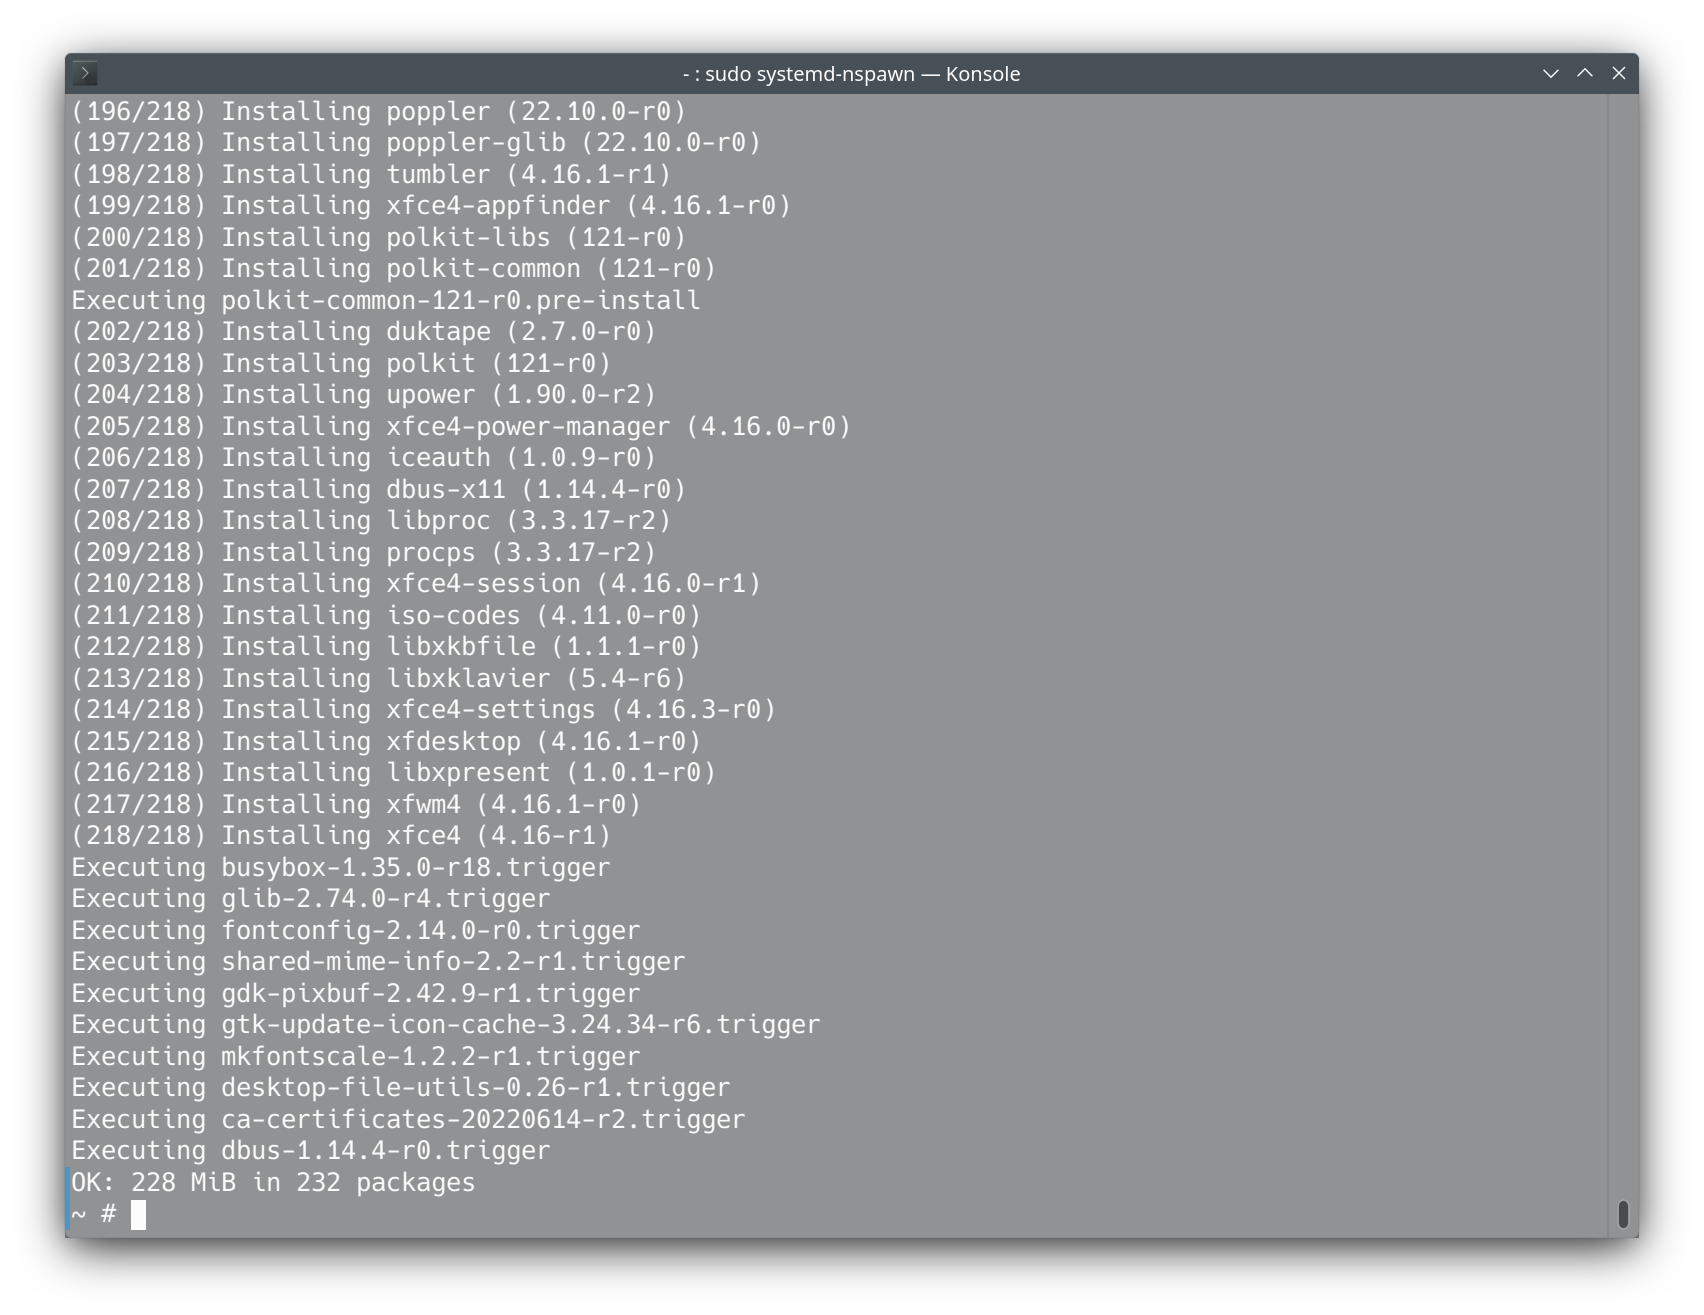 - : sudo systemd-nspawn — Konsole
(196/218) Installing poppler (22.10.0-r0)
(197/218) Installing poppler-glib (22.10.0-r0)
(198/218) Installing tumbler (4.16.1-r1)
(199/218) Installing xfce4-appfinder (4.16.1-r0)
(200/218) Installing polkit-libs (121-r0)
(201/218) Installing polkit-common (121-r0)
Executing polkit-common-121-r0.pre-install
(202/218) Installing duktape (2.7.0-r0)
(203/218) Installing polkit (121-r0)
(204/218) Installing upower (1.90.0-r2)
(205/218) Installing xfce4-power-manager (4.16.0-r0)
(206/218) Installing iceauth (1.0.9-r0)
(207/218) Installing dbus-x11 (1.14.4-r0)
(208/218) Installing libproc (3.3.17-r2)
(209/218) Installing procps (3.3.17-r2)
(210/218) Installing xfce4-session (4.16.0-r1)
(211/218) Installing iso-codes (4.11.0-r0)
(212/218) Installing libxkbfile (1.1.1-r0)
(213/218) Installing libxklavier (5.4-r6)
(214/218) Installing xfce4-settings (4.16.3-r0)
(215/218) Installing xfdesktop (4.16.1-r0)
(216/218) Installing libxpresent (1.0.1-r0)
(217/218) Installing xfwm4 (4.16.1-r0)
(218/218) Installing xfce4 (4.16-r1)
Executing busybox-1.35.0-r18.trigger
Executing glib-2.74.0-r4.trigger
Executing fontconfig-2.14.0-r0.trigger
Executing shared-mime-info-2.2-r1.trigger
Executing gdk-pixbuf-2.42.9-r1.trigger
Executing gtk-update-icon-cache-3.24.34-r6.trigger
Executing mkfontscale-1.2.2-r1.trigger
Executing desktop-file-utils-0.26-r1.trigger
Executing ca-certificates-20220614-r2.trigger
Executing dbus-1.14.4-r0.trigger
OK: 228 MiB in 232 packages
~ #